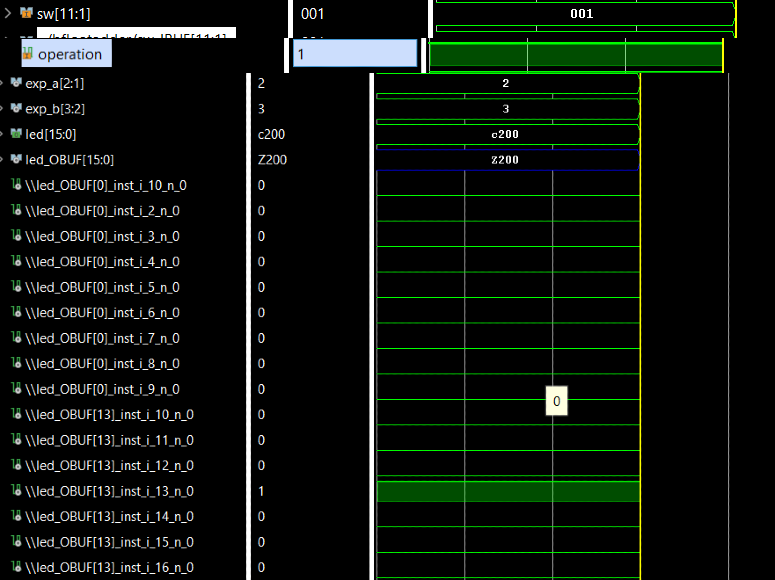 sw[11:1] 001 001
operation 1
exp_a[2:1] 2 2
exp_b[3:2] 3 3
led[15:0] c200 c200
led_OBUF[15:0] Z200 Z200
\\led_OBUF[0]_inst_i_10_n_0 0
\\led_OBUF[0]_inst_i_2_n_0 0
\\led_OBUF[0]_inst_i_3_n_0 0
\\led_OBUF[0]_inst_i_4_n_0 0
\\led_OBUF[0]_inst_i_5_n_0 0
\\led_OBUF[0]_inst_i_6_n_0 0
\\led_OBUF[0]_inst_i_7_n_0 0
\\led_OBUF[0]_inst_i_8_n_0 0
\\led_OBUF[0]_inst_i_9_n_0 0 0
\\led_OBUF[13]_inst_i_10_n_0 0
\\led_OBUF[13]_inst_i_11_n_0 0
\\led_OBUF[13]_inst_i_12_n_0 0
\\led_OBUF[13]_inst_i_13_n_0 1
\\led_OBUF[13]_inst_i_14_n_0 0
\\led_OBUF[13]_inst_i_15_n_0 0
\\led_OBUF[13]_inst_i_16_n_0 0